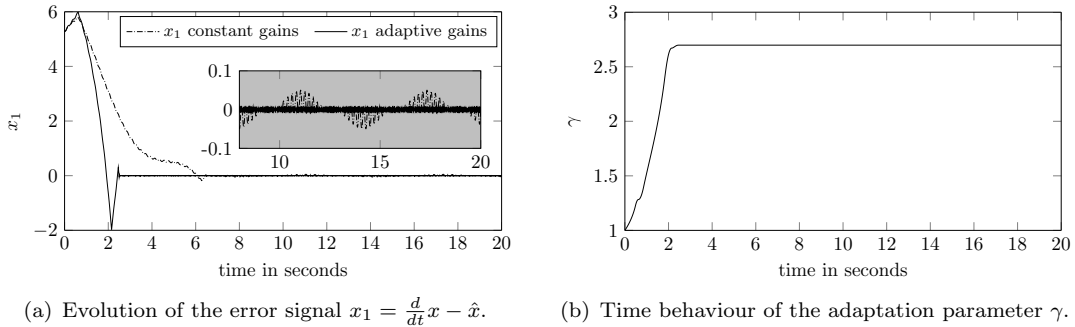 6
4
2
0
−2
x₁
0 2 4 6 8 10 12 14 16 18 20
time in seconds
x₁ constant gains x₁ adaptive gains
0.1
0
-0.1
10 15 20
(a) Evolution of the error signal x₁ = d/dt x − x̂.
3
2.5
2
1.5
1
γ
0 2 4 6 8 10 12 14 16 18 20
time in seconds
(b) Time behaviour of the adaptation parameter γ.